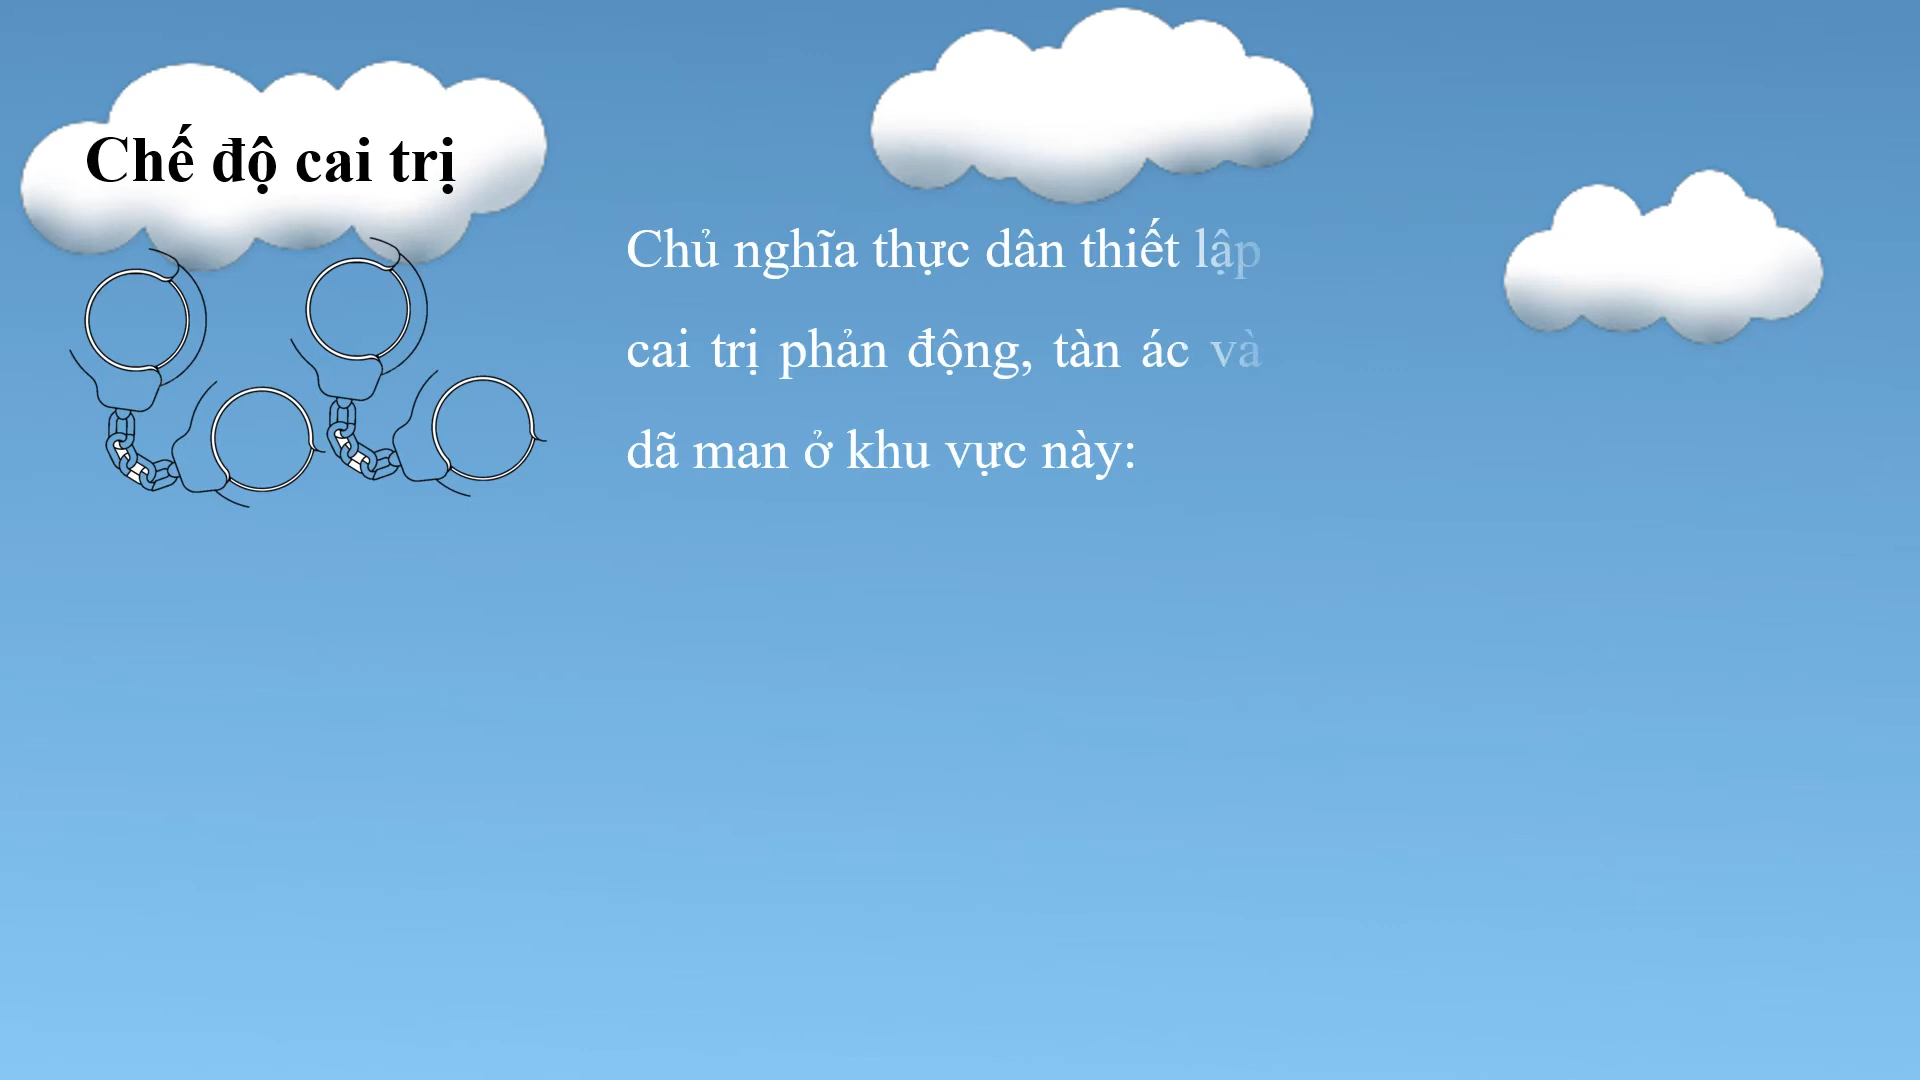 Chế độ cai trị
Chủ nghĩa thực dân thiết lập
cai trị phản động, tàn ác và
dã man ở khu vực này: